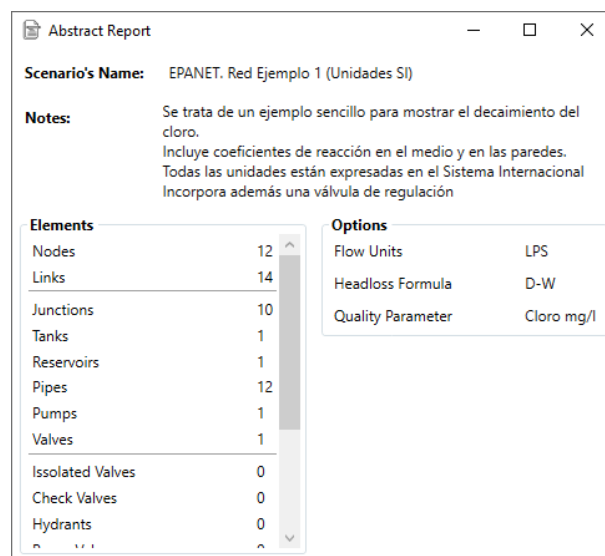 Abstract Report
Scenario's Name: EPANET. Red Ejemplo 1 (Unidades SI)
Notes: Se trata de un ejemplo sencillo para mostrar el decaimiento del
cloro.
Incluye coeficientes de reacción en el medio y en las paredes.
Todas las unidades están expresadas en el Sistema Internacional
Incorpora además una válvula de regulación
Elements
Nodes 12
Links 14
Junctions 10
Tanks 1
Reservoirs 1
Pipes 12
Pumps 1
Valves 1
Issolated Valves 0
Check Valves 0
Hydrants 0
Options
Flow Units LPS
Headloss Formula D-W
Quality Parameter Cloro mg/l